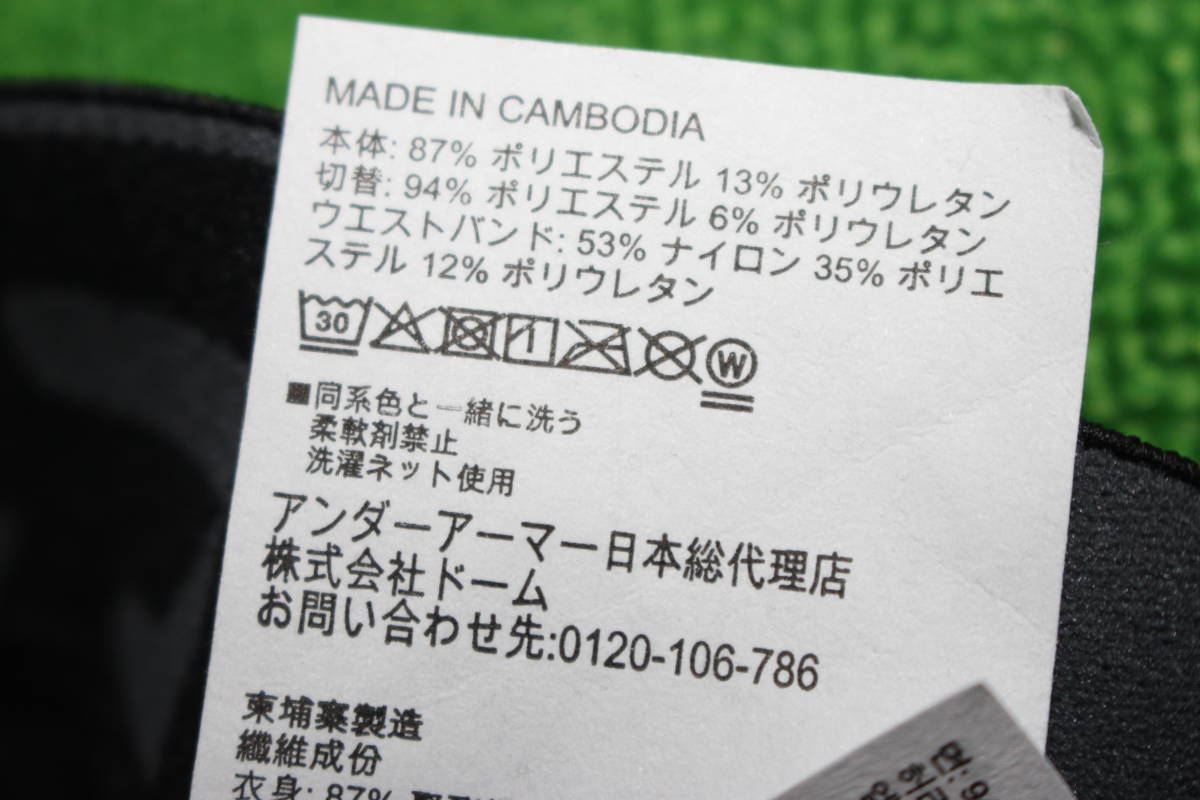 MADE IN CAMBODIA
本体: 87% ポリエステル 13% ポリウレタン
切替: 94% ポリエステル 6% ポリウレタン
ウエストバンド: 53% ナイロン 35% ポリエ
ステル 12% ポリウレタン
30 W
■同系色と一緒に洗う
柔軟剤禁止
洗濯ネット使用
アンダーアーマー日本総代理店
株式会社ドーム
お問い合わせ先:0120-106-786
柬埔寨製造
纖維成份
衣身: 87%